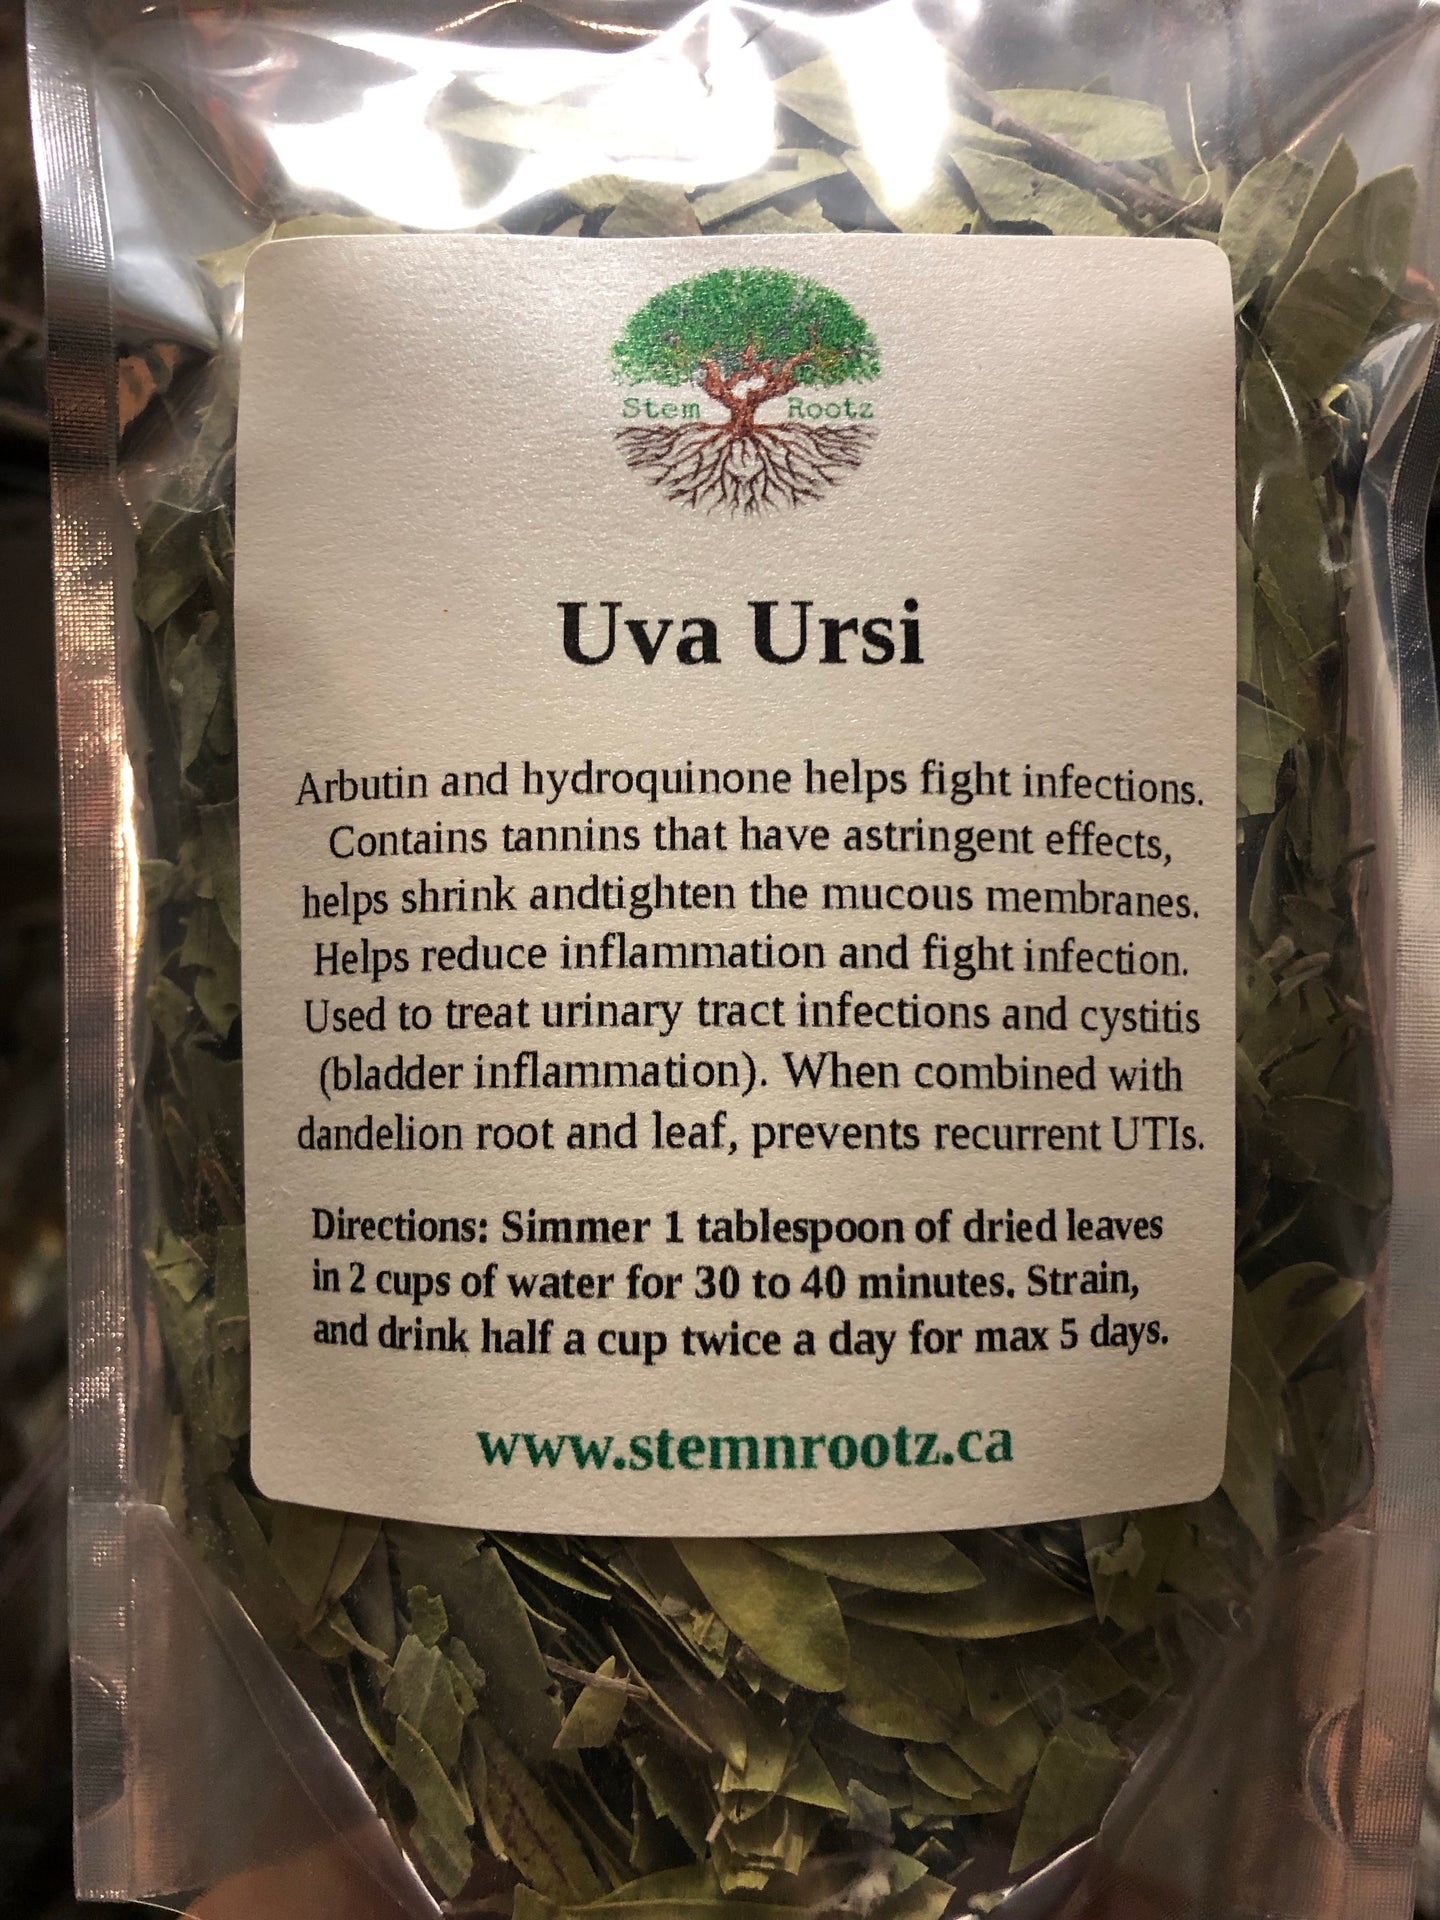 Stem Rootz
Uva Ursi
Arbutin and hydroquinone helps fight infections.
Contains tannins that have astringent effects,
helps shrink andtighten the mucous membranes.
Helps reduce inflammation and fight infection.
Used to treat urinary tract infections and cystitis
(bladder inflammation). When combined with
dandelion root and leaf, prevents recurrent UTIs.
Directions: Simmer 1 tablespoon of dried leaves
in 2 cups of water for 30 to 40 minutes. Strain,
and drink half a cup twice a day for max 5 days.
www.stemnrootz.ca